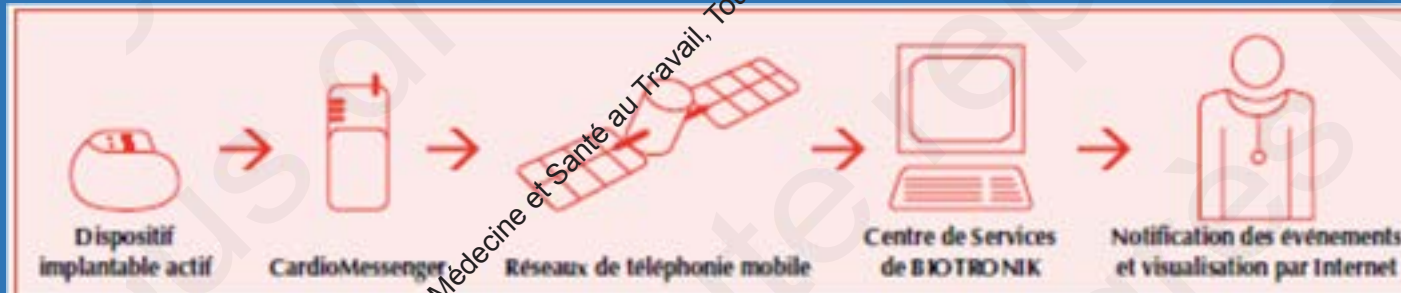 Médecine et Santé au Travail,
Dispositif
implantable actif
CardioMessenger
Réseaux de téléphonie mobile
Centre de Services
de BIOTRONIK
Notification des événements
et visualisation par Internet